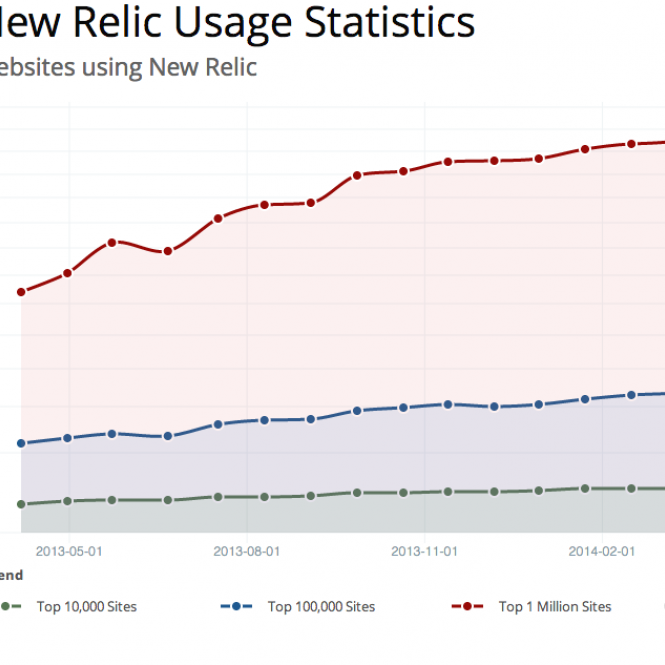 New Relic Usage Statistics
ebsites using New Relic
2013-05-01 2013-08-01 2013-11-01 2014-02-01
end
Top 10,000 Sites Top 100,000 Sites Top 1 Million Sites